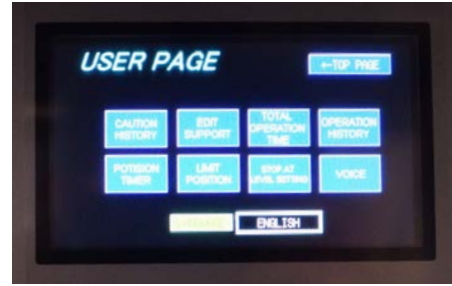 USER PAGE
←TOP PAGE
CAUTION
HISTORY
EDIT
SUPPORT
TOTAL
OPERATION
TIME
OPERATION
HISTORY
POTISION
TIMER
LIMIT
POSITION
STOP AT
LEVEL SETTING
VOICE
LANGUAGE
ENGLISH